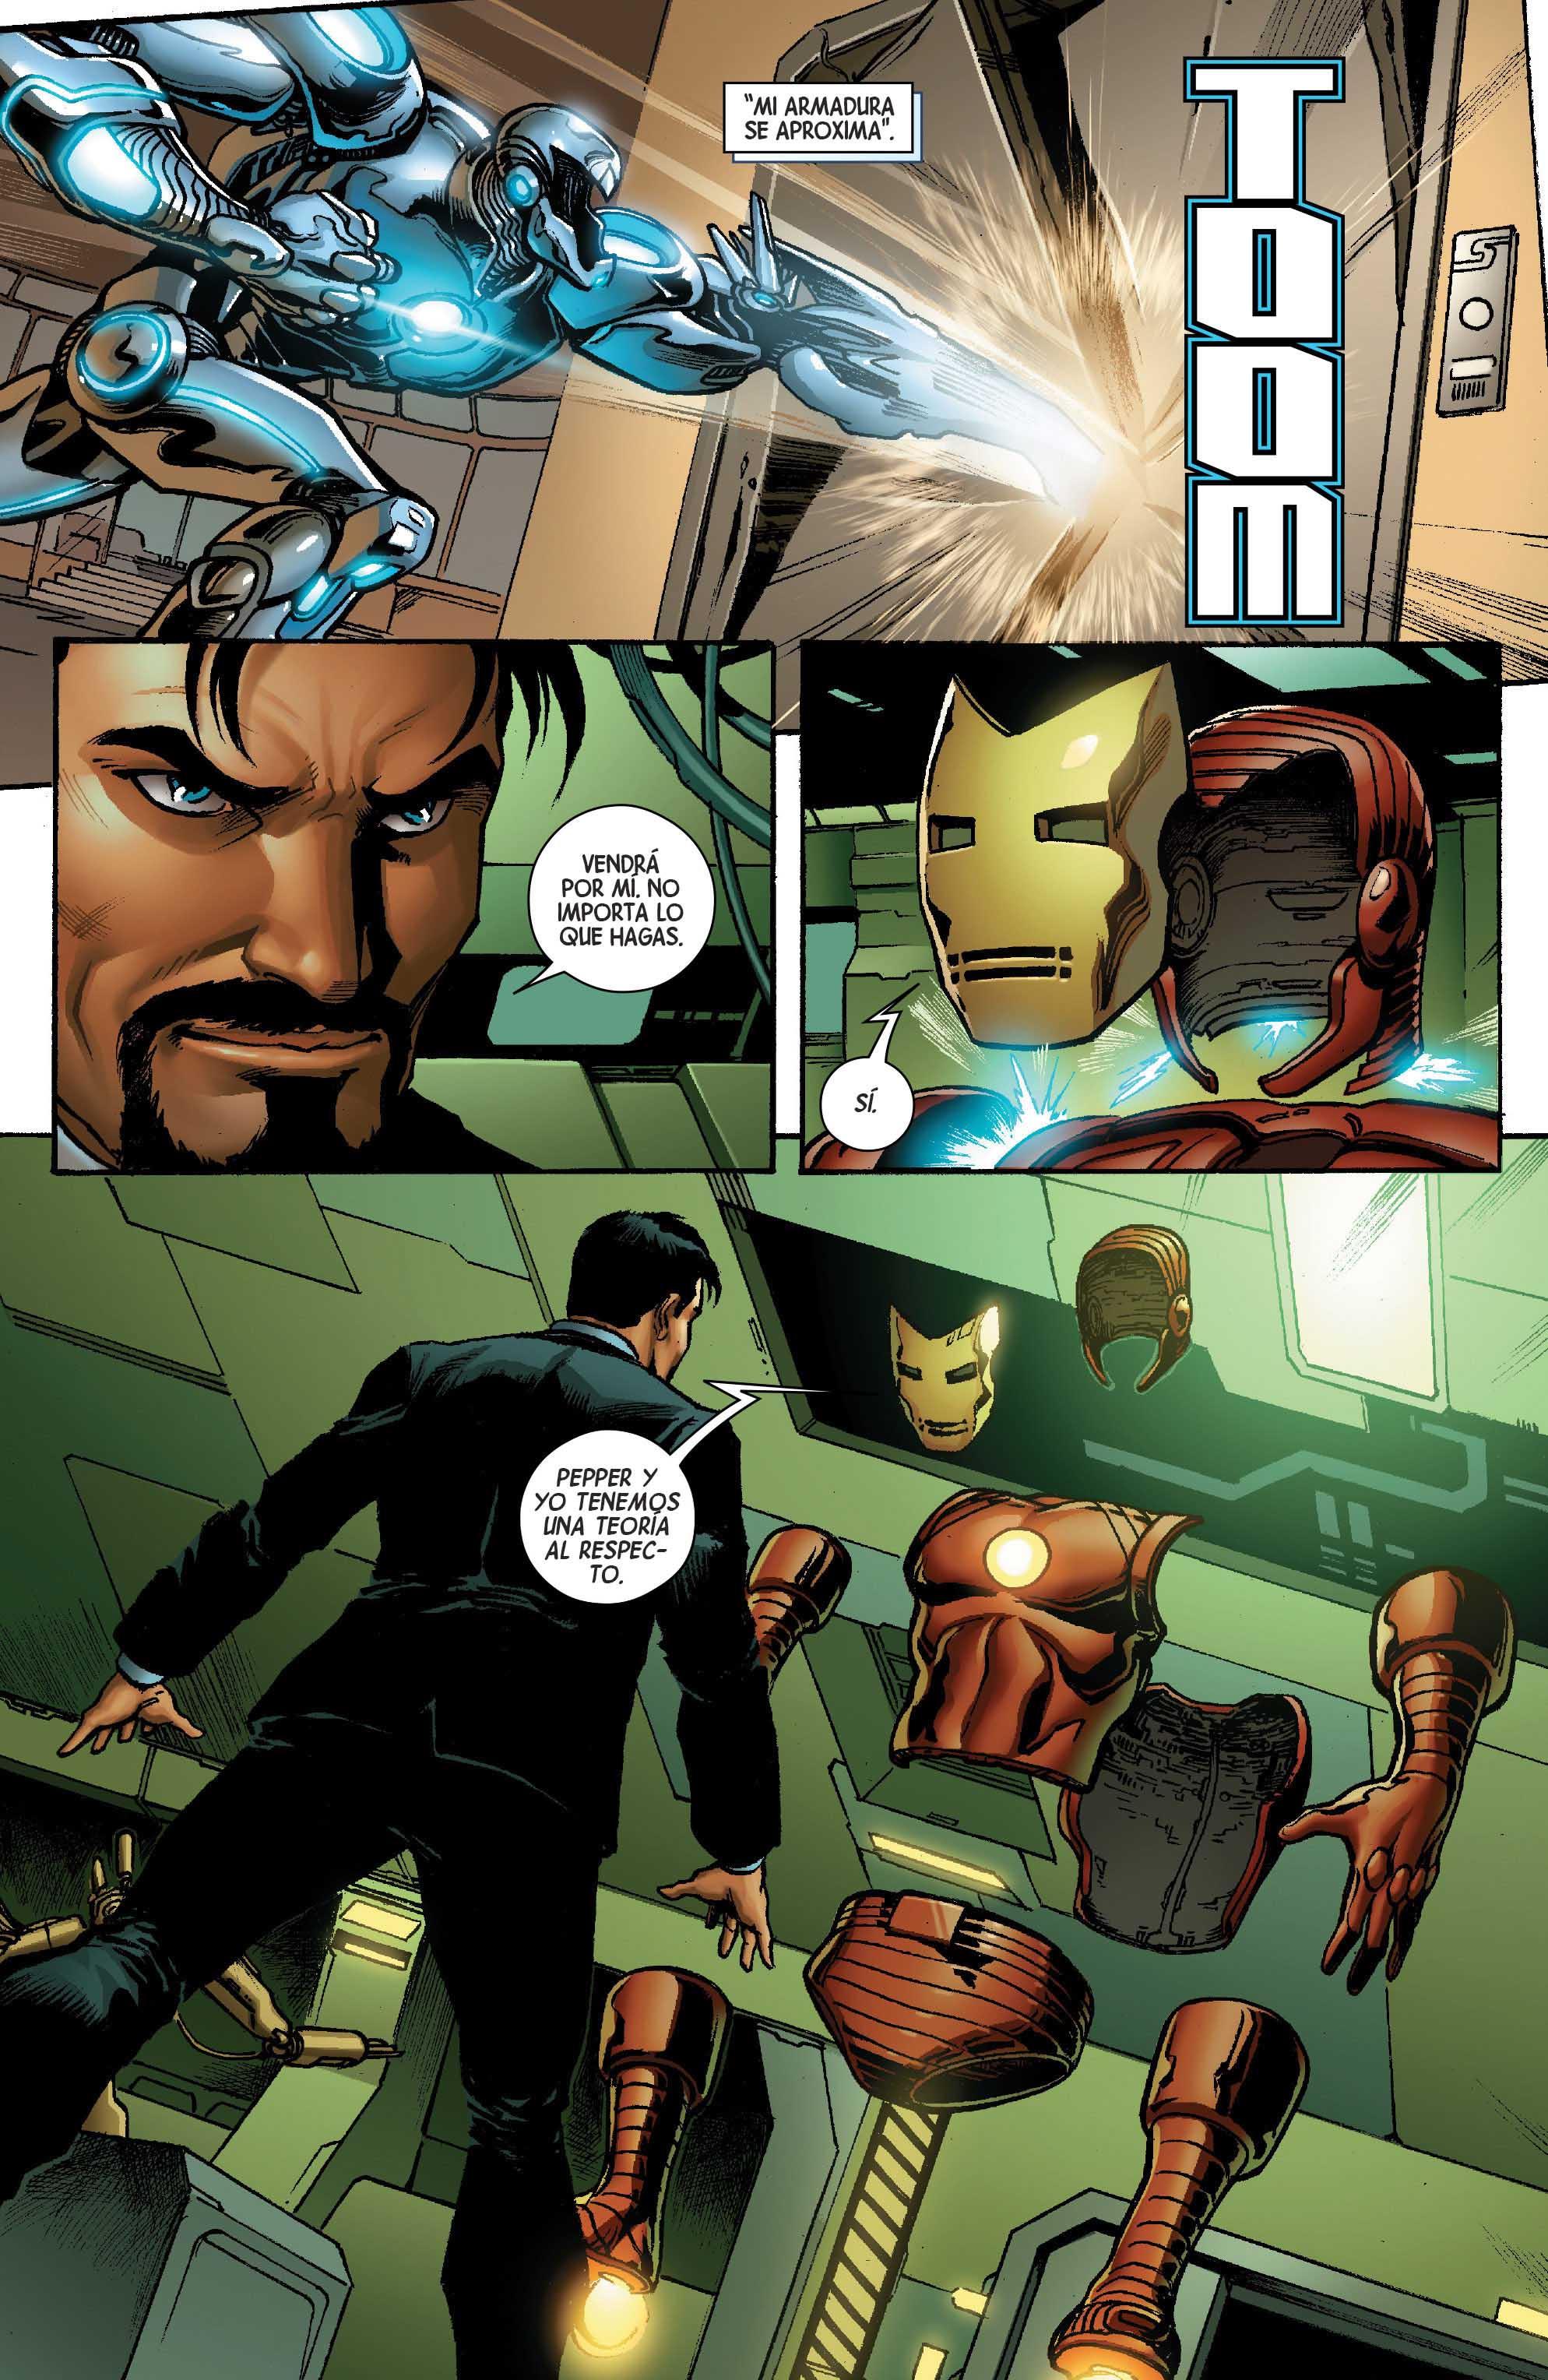 "MI ARMADURA
SE APROXIMA".
TOOM
VENDRÁ
POR MÍ. NO
IMPORTA LO
QUE HAGAS.
SÍ.
PEPPER Y
YO TENEMOS
UNA TEORÍA
AL RESPEC-
TO.